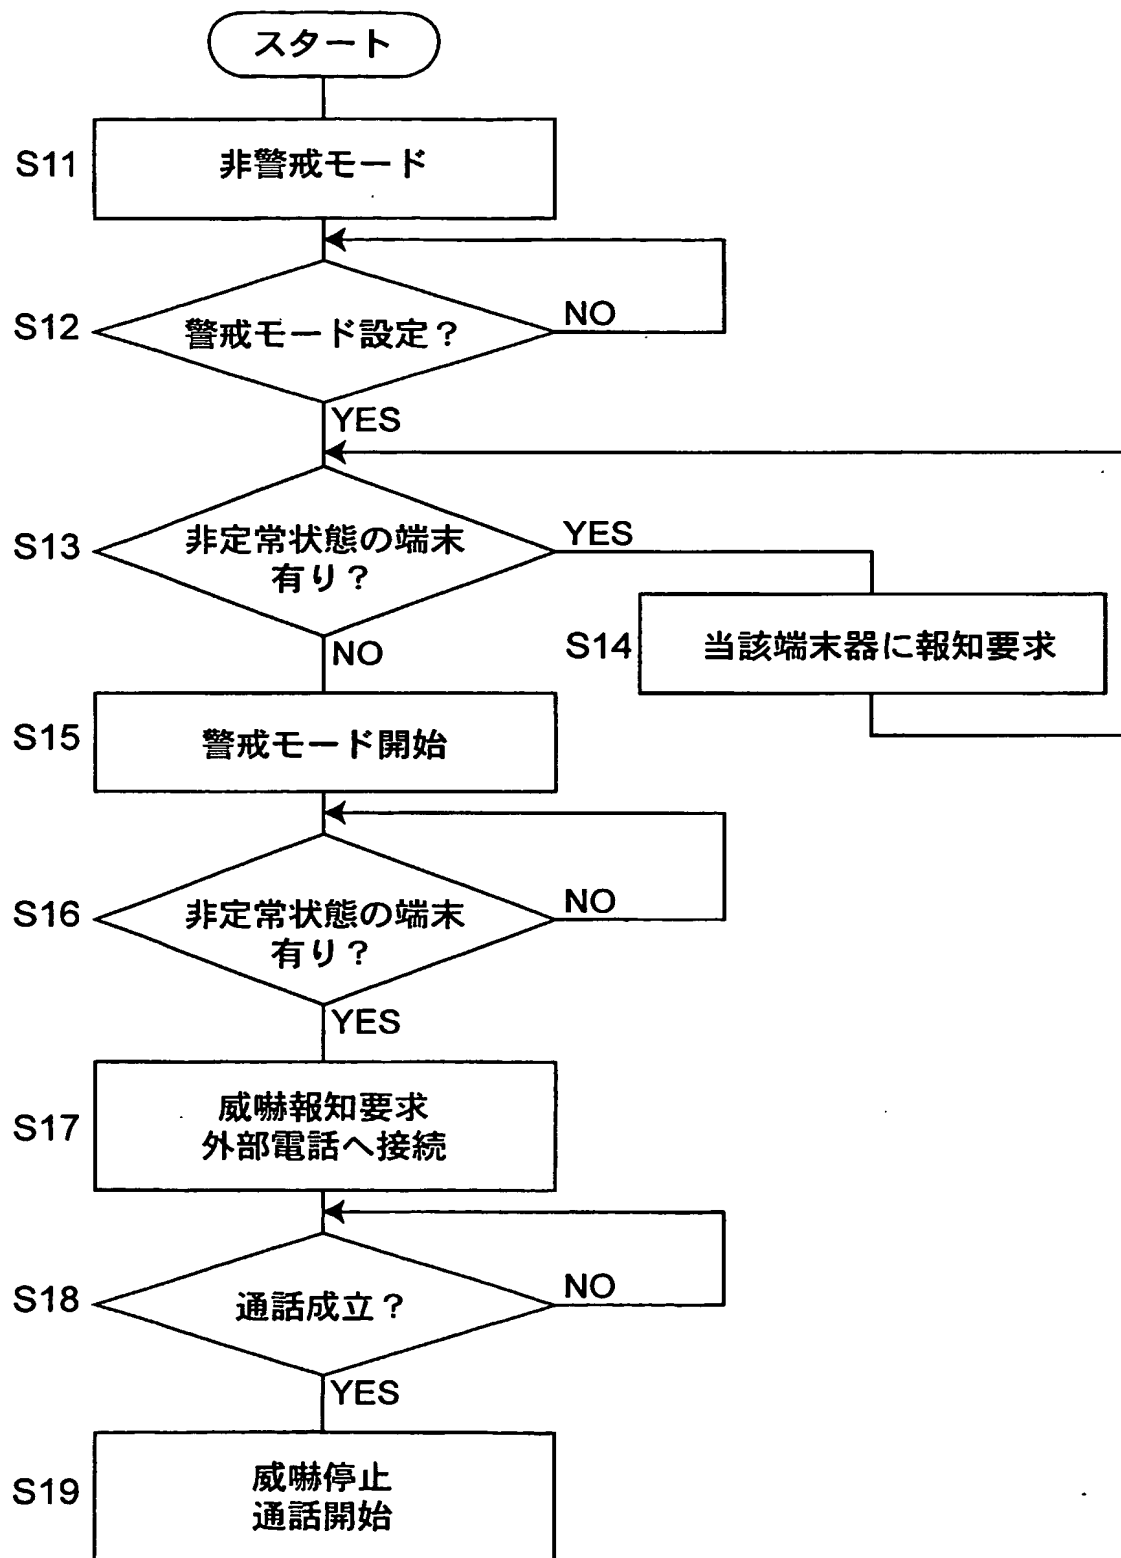 スタート
S11
非警戒モード
S12
警戒モード設定？
NO
YES
S13
非定常状態の端末
有り？
YES
NO
S14
当該端末器に報知要求
S15
警戒モード開始
S16
非定常状態の端末
有り？
NO
YES
S17
威嚇報知要求
外部電話へ接続
S18
通話成立？
NO
YES
S19
威嚇停止
通話開始